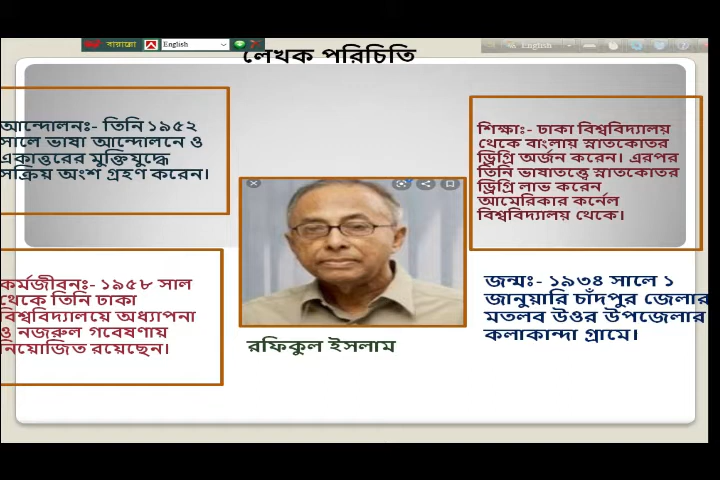 বায়ান্নো
English
English
লেখক পরিচিতি
আন্দোলনঃ- তিনি ১৯৫২
সালে ভাষা আন্দোলনে ও
একাত্তরের মুক্তিযুদ্ধে
সক্রিয় অংশ গ্রহণ করেন।
শিক্ষাঃ- ঢাকা বিশ্ববিদ্যালয়
থেকে বাংলায় স্নাতকোতর
ড্রিগ্রি অর্জন করেন। এরপর
তিনি ভাষাতত্ত্বে স্নাতকোতর
ড্রিগ্রি লাভ করেন
আমেরিকার কর্নেল
বিশ্ববিদ্যালয় থেকে।
কর্মজীবনঃ- ১৯৫৮ সাল
থেকে তিনি ঢাকা
বিশ্ববিদ্যালয়ে অধ্যাপনা
ও নজরুল গবেষণায়
নিয়োজিত রয়েছেন।
জন্মঃ- ১৯৩৪ সালে ১
জানুয়ারি চাঁদপুর জেলার
মতলব উওর উপজেলার
কলাকান্দা গ্রামে।
রফিকুল ইসলাম